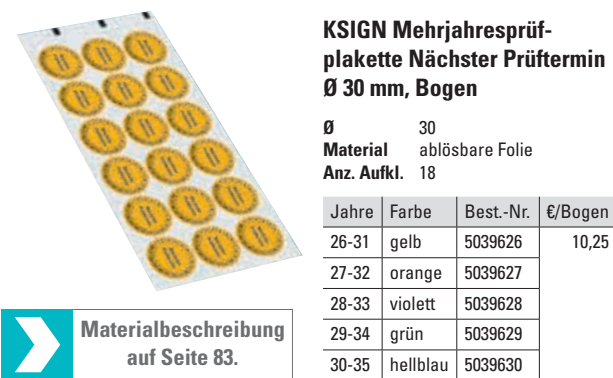 KSIGN Mehrjahresprüf-
plakette Nächster Prüftermin
Ø 30 mm, Bogen
Ø 30
Material ablösbare Folie
Anz. Aufkl. 18
Jahre Farbe Best.-Nr. €/Bogen
26-31 gelb 5039626 10,25
27-32 orange 5039627
28-33 violett 5039628
29-34 grün 5039629
30-35 hellblau 5039630
Materialbeschreibung
auf Seite 83.